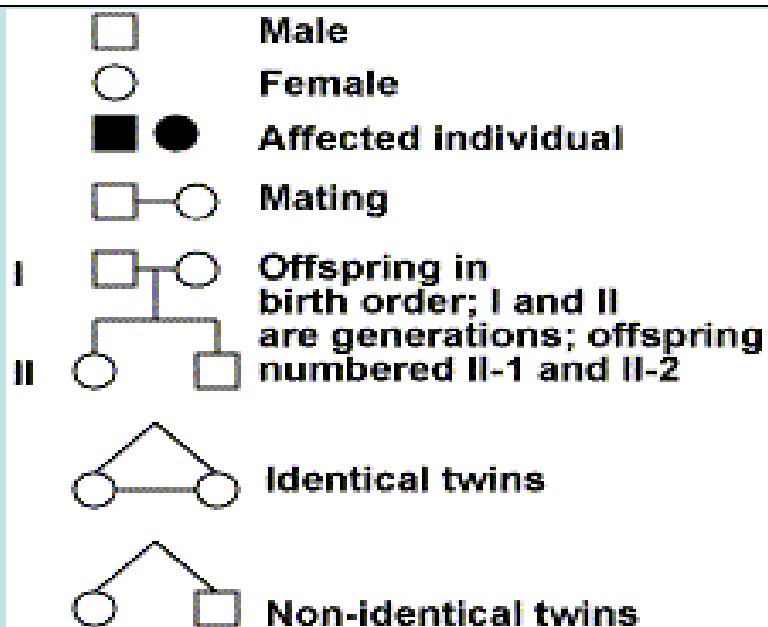 Male
Female
Affected individual
Mating
I
Offspring in
birth order; I and II
are generations; offspring
II
numbered II-1 and II-2
Identical twins
Non-identical twins